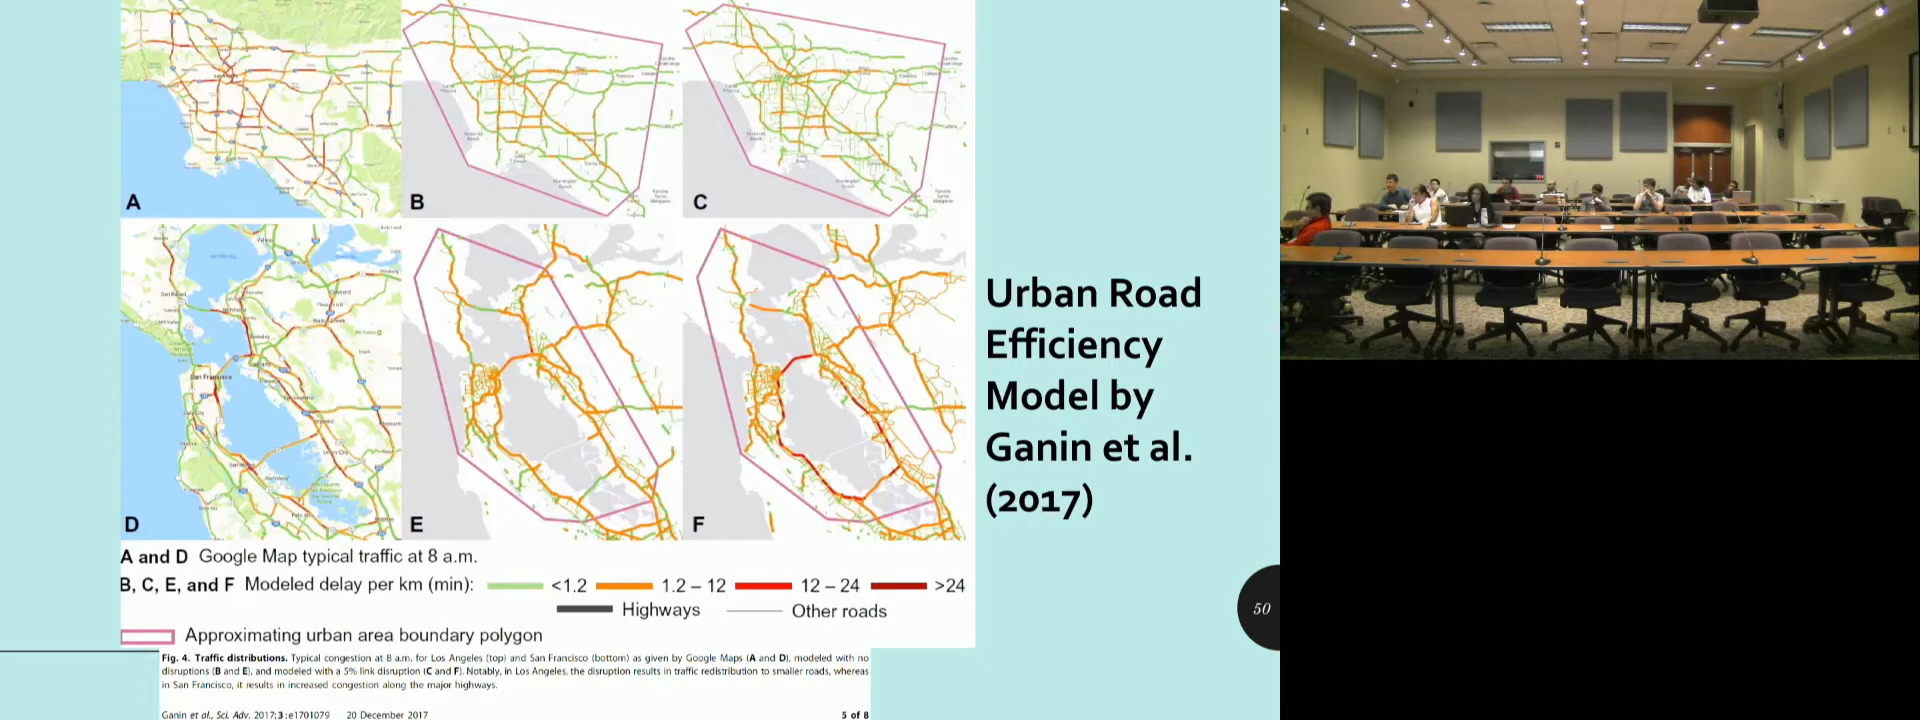 A
B
C
D
E
F
San Francisco
A and D Google Map typical traffic at 8 a.m.
B, C, E, and F Modeled delay per km (min): <1.2 1.2 – 12 12 – 24 >24
Highways Other roads
Approximating urban area boundary polygon
Fig. 4. Traffic distributions. Typical congestion at 8 a.m. for Los Angeles (top) and San Francisco (bottom) as given by Google Maps (A and D), modeled with no
disruptions (B and E), and modeled with a 5% link disruption (C and F). Notably, in Los Angeles, the disruption results in traffic redistribution to smaller roads, whereas
in San Francisco, it results in increased congestion along the major highways.
Ganin et al., Sci. Adv. 2017;3:e1701079 20 December 2017 5 of 8
Urban Road
Efficiency
Model by
Ganin et al.
(2017)
50